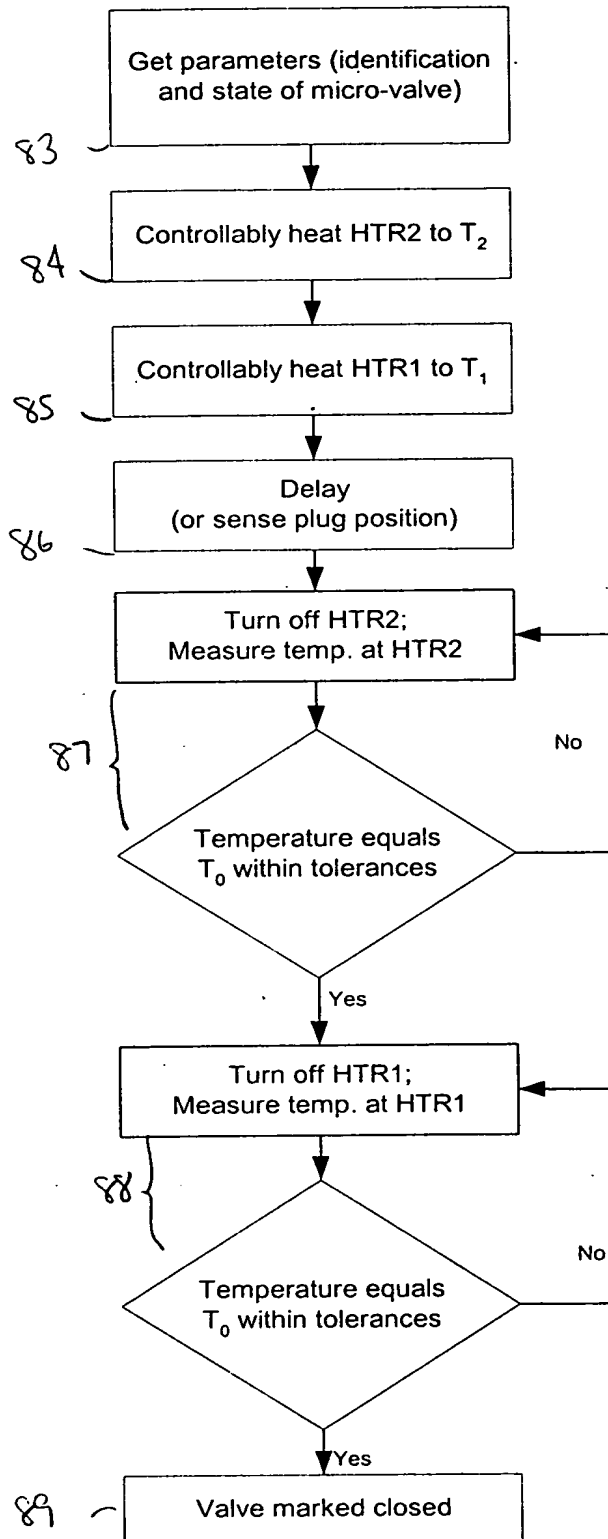 Get parameters (identification
and state of micro-valve)
83
Controllably heat HTR2 to T₂
84
Controllably heat HTR1 to T₁
85
Delay
(or sense plug position)
86
Turn off HTR2;
Measure temp. at HTR2
87
No
Temperature equals
T₀ within tolerances
Yes
Turn off HTR1;
Measure temp. at HTR1
88
No
Temperature equals
T₀ within tolerances
Yes
Valve marked closed
89